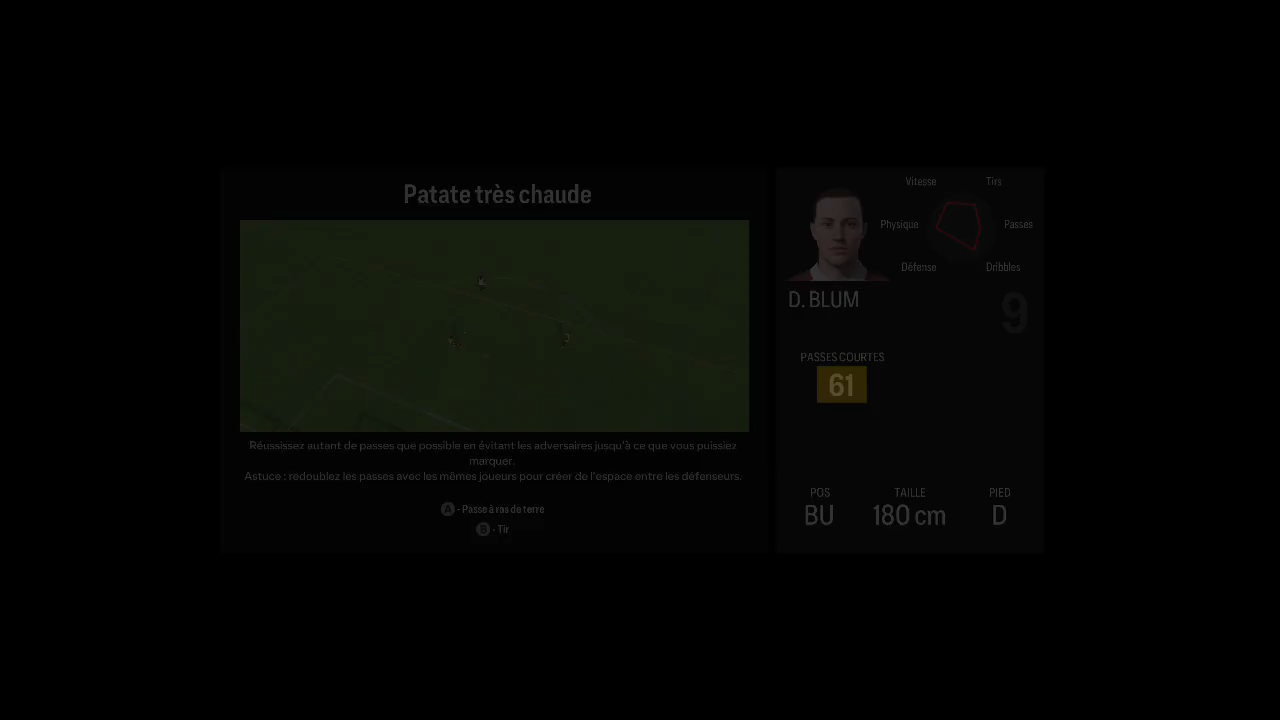 Patate très chaude
Réussissez autant de passes que possible en évitant les adversaires jusqu'à ce que vous puissiez
marquer.
Astuce : redoublez les passes avec les mêmes joueurs pour créer de l'espace entre les défenseurs.
A - Passe à ras de terre
B - Tir
Vitesse
Tirs
Physique
Passes
Défense
Dribbles
D. BLUM
9
PASSES COURTES
61
POS
TAILLE
PIED
BU
180 cm
D